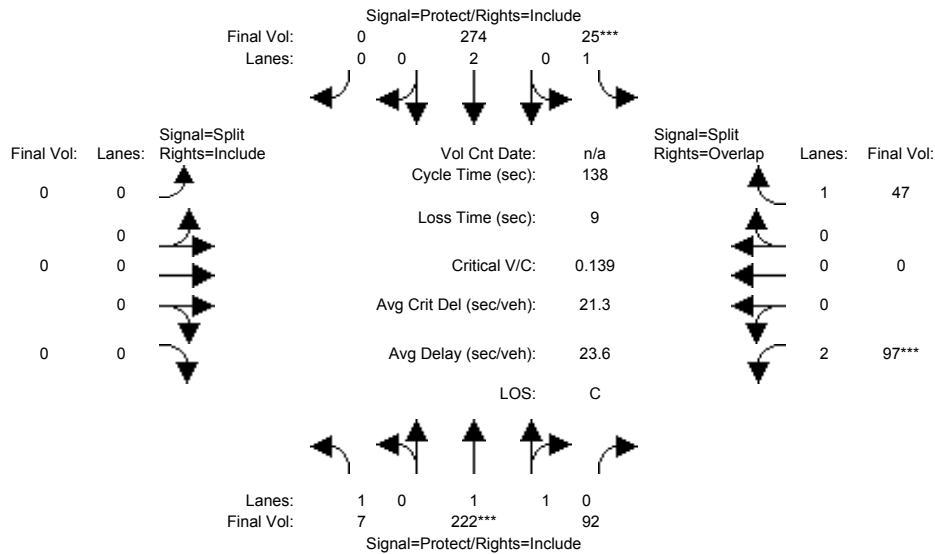 Signal=Protect/Rights=Include
Final Vol: 0 274 25***
Lanes: 0 0 2 0 1
Signal=Split Signal=Split
Final Vol: Lanes: Rights=Include Vol Cnt Date: n/a Rights=Overlap Lanes: Final Vol:
Cycle Time (sec): 138
0 0 1 47
Loss Time (sec): 9
0 0
0 0 Critical V/C: 0.139 0 0
0 Avg Crit Del (sec/veh): 21.3 0
0 0 Avg Delay (sec/veh): 23.6 2 97***
LOS: C
Lanes: 1 0 1 1 0
Final Vol: 7 222*** 92
Signal=Protect/Rights=Include